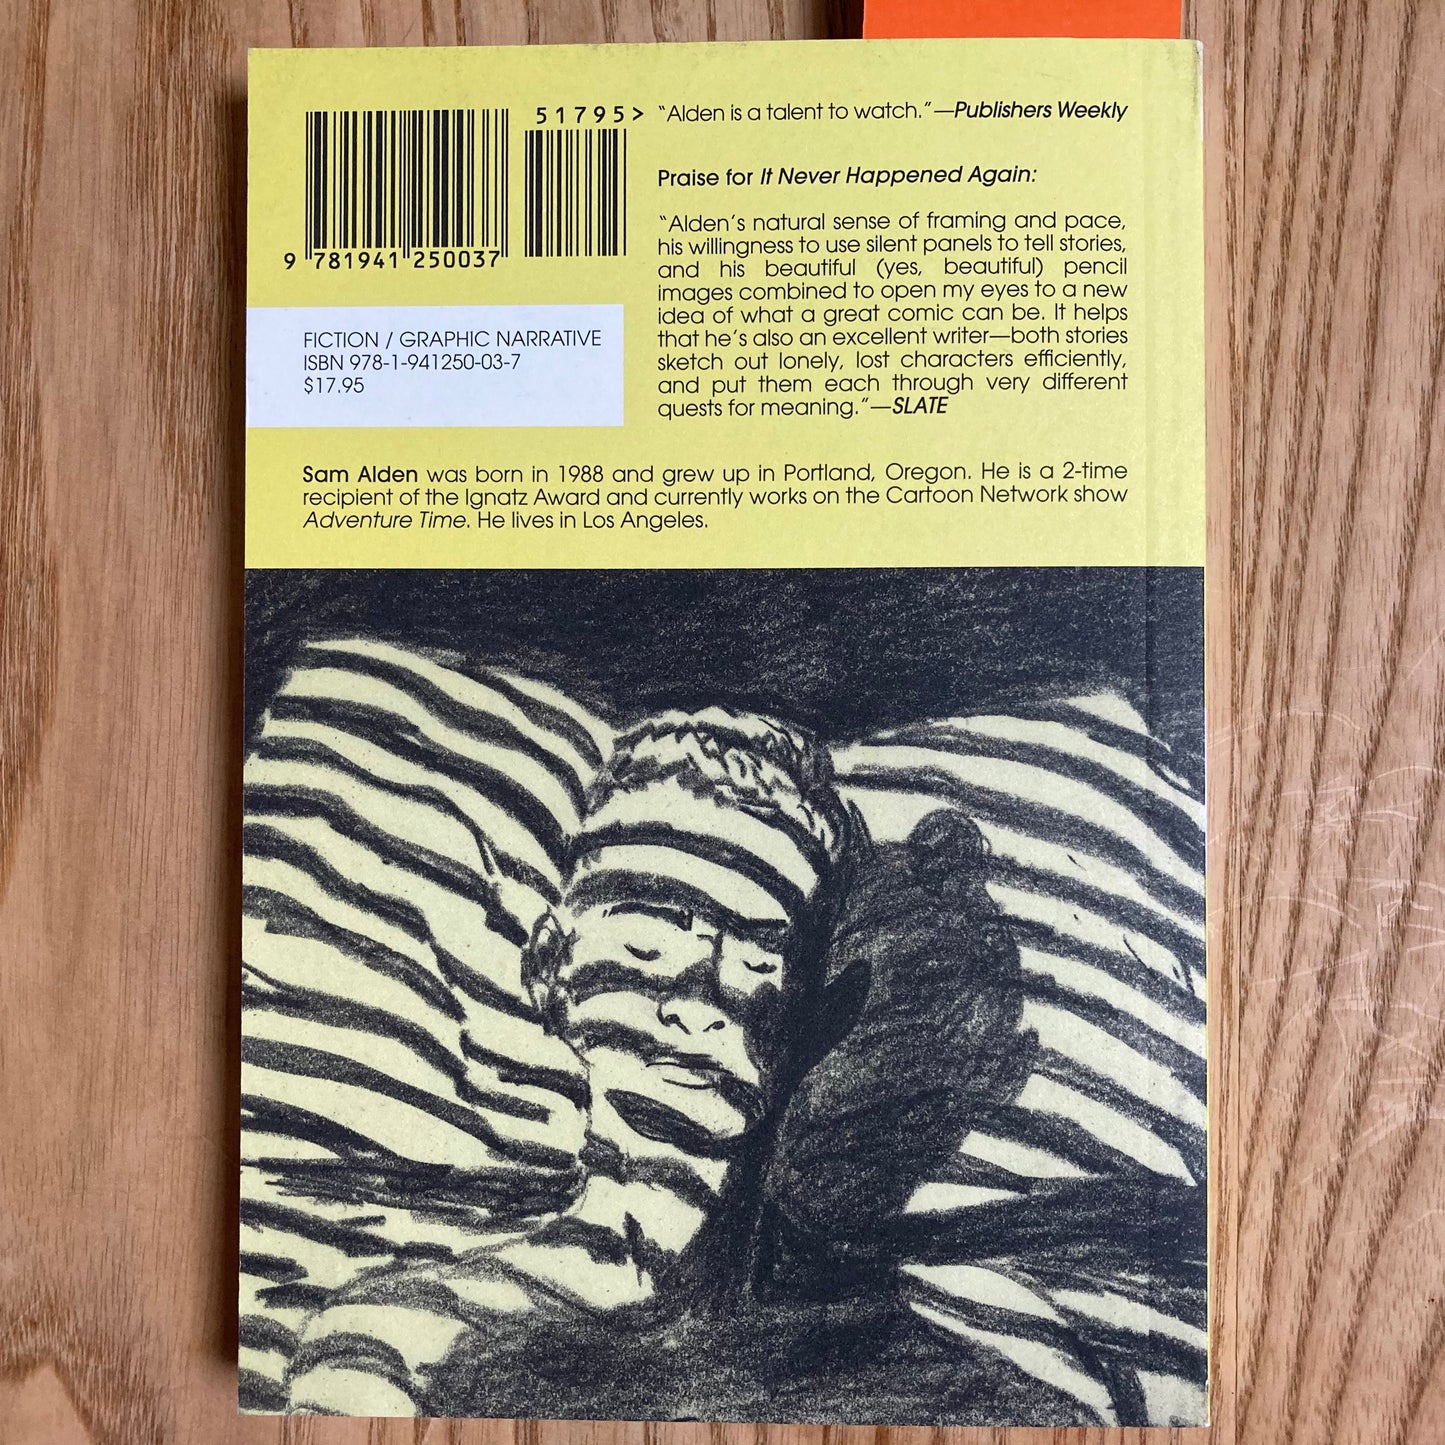 51795>
9 781941 250037
FICTION / GRAPHIC NARRATIVE
ISBN 978-1-941250-03-7
$17.95
"Alden is a talent to watch."—Publishers Weekly
Praise for It Never Happened Again:
"Alden's natural sense of framing and pace,
his willingness to use silent panels to tell stories,
and his beautiful (yes, beautiful) pencil
images combined to open my eyes to a new
idea of what a great comic can be. It helps
that he's also an excellent writer—both stories
sketch out lonely, lost characters efficiently,
and put them each through very different
quests for meaning."—SLATE
Sam Alden was born in 1988 and grew up in Portland, Oregon. He is a 2-time
recipient of the Ignatz Award and currently works on the Cartoon Network show
Adventure Time. He lives in Los Angeles.